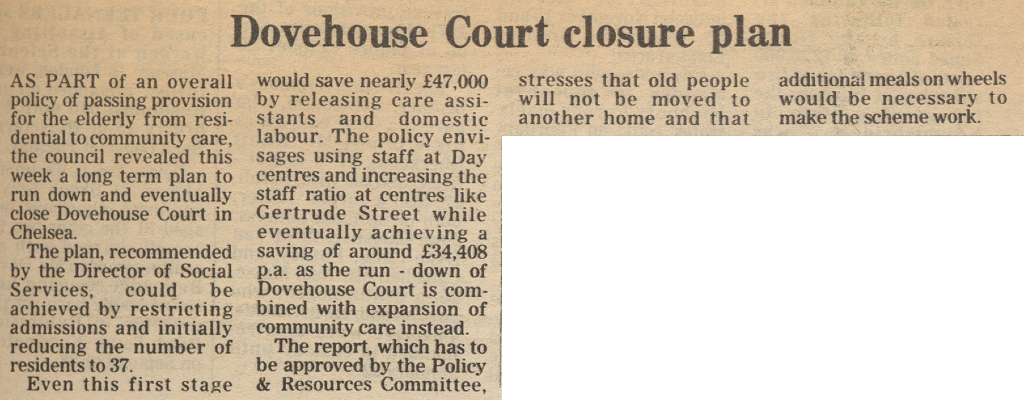 Dovehouse Court closure plan
AS PART of an overall
policy of passing provision
for the elderly from resi-
dential to community care,
the council revealed this
week a long term plan to
run down and eventually
close Dovehouse Court in
Chelsea.
The plan, recommended
by the Director of Social
Services, could be
achieved by restricting
admissions and initially
reducing the number of
residents to 37.
Even this first stage
would save nearly £47,000
by releasing care assi-
stants and domestic
labour. The policy envi-
sages using staff at Day
centres and increasing the
staff ratio at centres like
Gertrude Street while
eventually achieving a
saving of around £34,408
p.a. as the run - down of
Dovehouse Court is com-
bined with expansion of
community care instead.
The report, which has to
be approved by the Policy
& Resources Committee,
stresses that old people
will not be moved to
another home and that
additional meals on wheels
would be necessary to
make the scheme work.